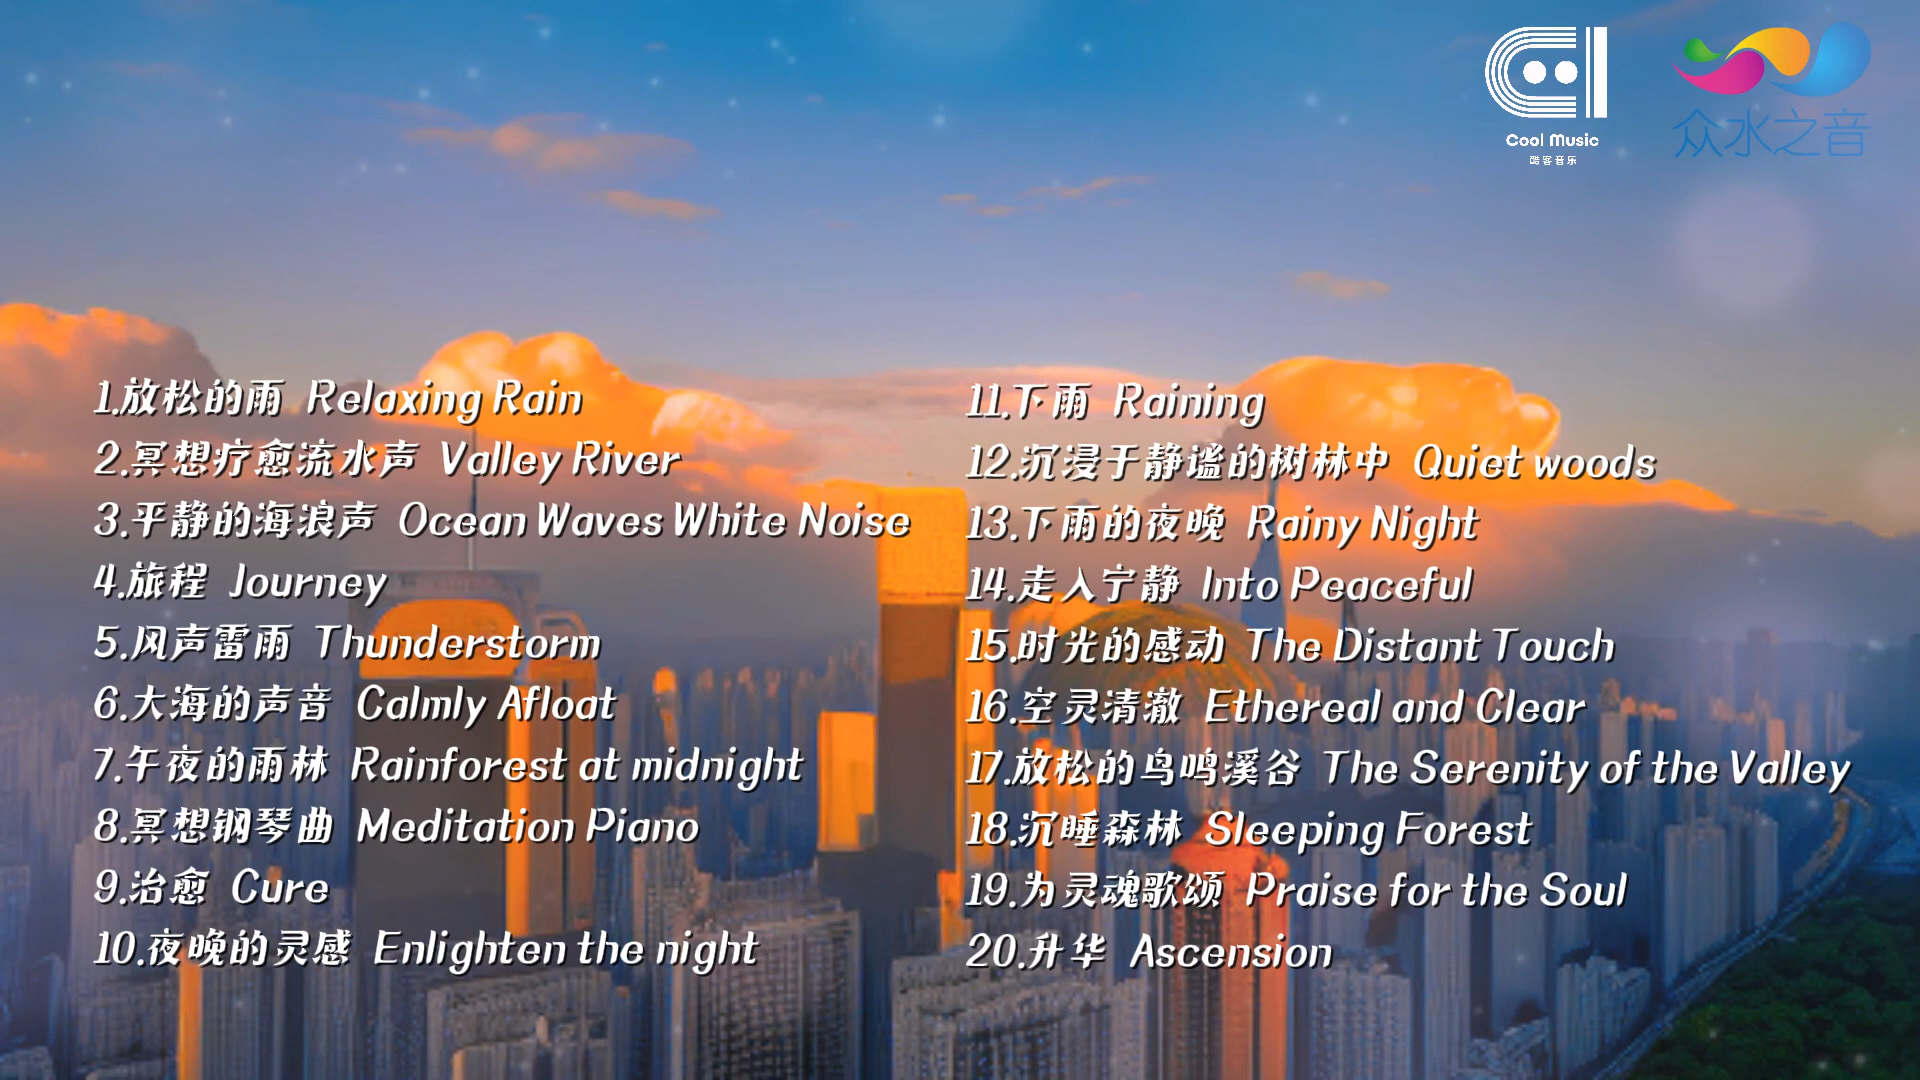 Cool Music
酷客音乐
众水之音
1.放松的雨 Relaxing Rain
2.冥想疗愈流水声 Valley River
3.平静的海浪声 Ocean Waves White Noise
4.旅程 Journey
5.风声雷雨 Thunderstorm
6.大海的声音 Calmly Afloat
7.午夜的雨林 Rainforest at midnight
8.冥想钢琴曲 Meditation Piano
9.治愈 Cure
10.夜晚的灵感 Enlighten the night
11.下雨 Raining
12.沉浸于静谧的树林中 Quiet woods
13.下雨的夜晚 Rainy Night
14.走入宁静 Into Peaceful
15.时光的感动 The Distant Touch
16.空灵清澈 Ethereal and Clear
17.放松的鸟鸣溪谷 The Serenity of the Valley
18.沉睡森林 Sleeping Forest
19.为灵魂歌颂 Praise for the Soul
20.升华 Ascension